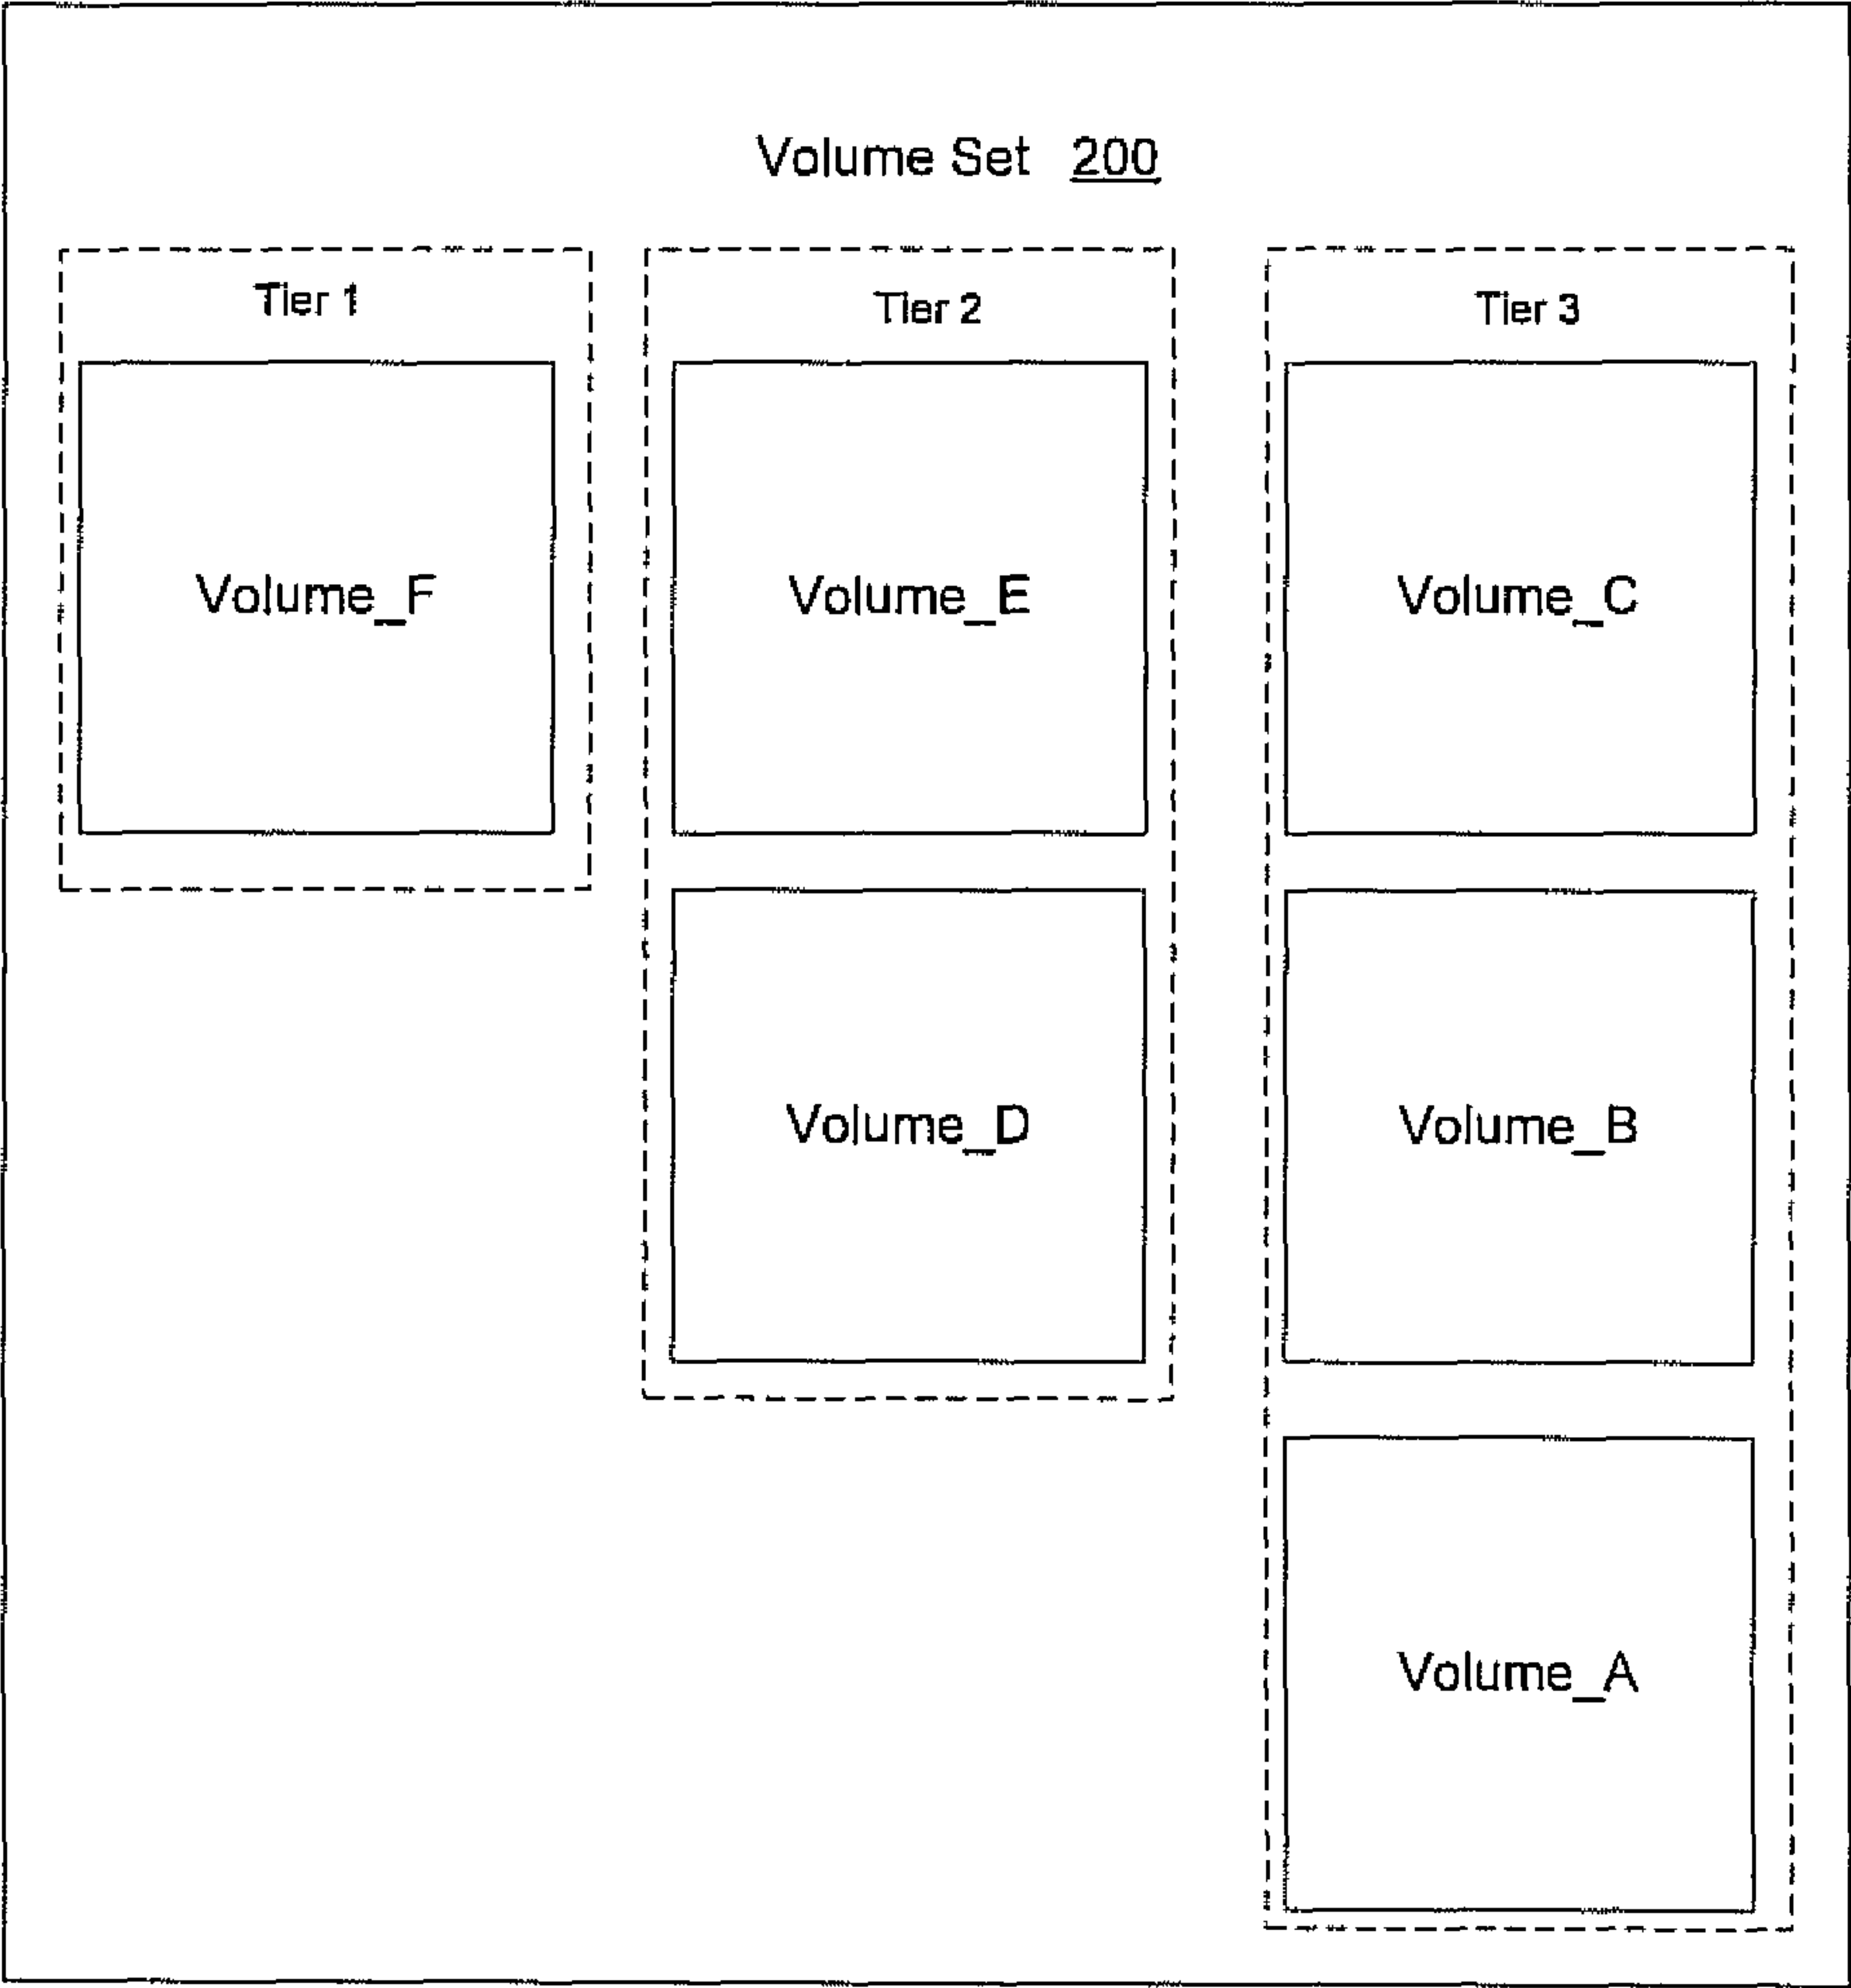 Volume Set 200
Tier 1
Volume_F
Tier 2
Volume_E
Volume_D
Tier 3
Volume_C
Volume_B
Volume_A